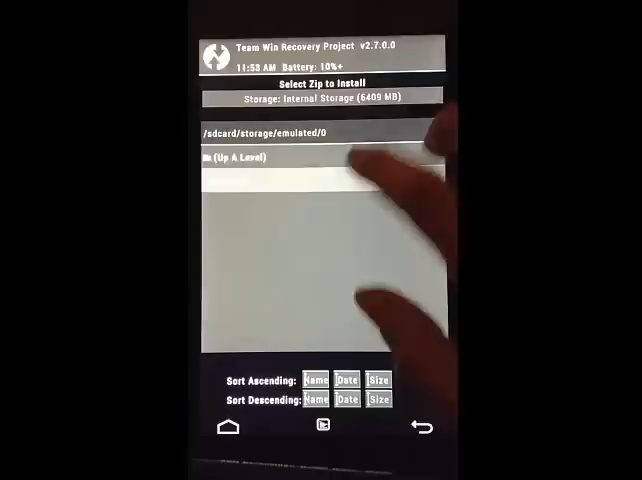 Team Win Recovery Project v2.7.0.0
11:53 AM Battery: 10%+
Select Zip to Install
Storage: Internal Storage (6409 MB)
/sdcard/storage/emulated/0
(Up A Level)
Sort Ascending: Name Date Size
Sort Descending: Name Date Size